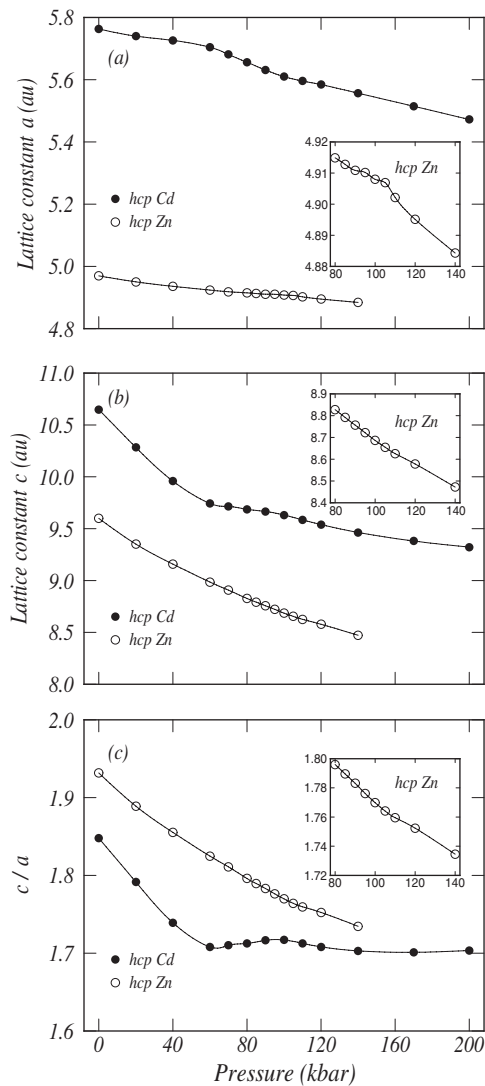 5.8
5.6
5.4
5.2
5.0
4.8
Lattice constant a (au)
(a)
hcp Cd
hcp Zn
hcp Zn
4.92
4.91
4.90
4.89
4.88
80 100 120 140
11.0
10.5
10.0
9.5
9.0
8.5
8.0
Lattice constant c (au)
(b)
hcp Cd
hcp Zn
hcp Zn
8.9
8.8
8.7
8.6
8.5
8.4
80 100 120 140
2.0
1.9
1.8
1.7
1.6
c / a
(c)
hcp Cd
hcp Zn
hcp Zn
1.80
1.78
1.76
1.74
1.72
80 100 120 140
0 40 80 120 160 200
Pressure (kbar)